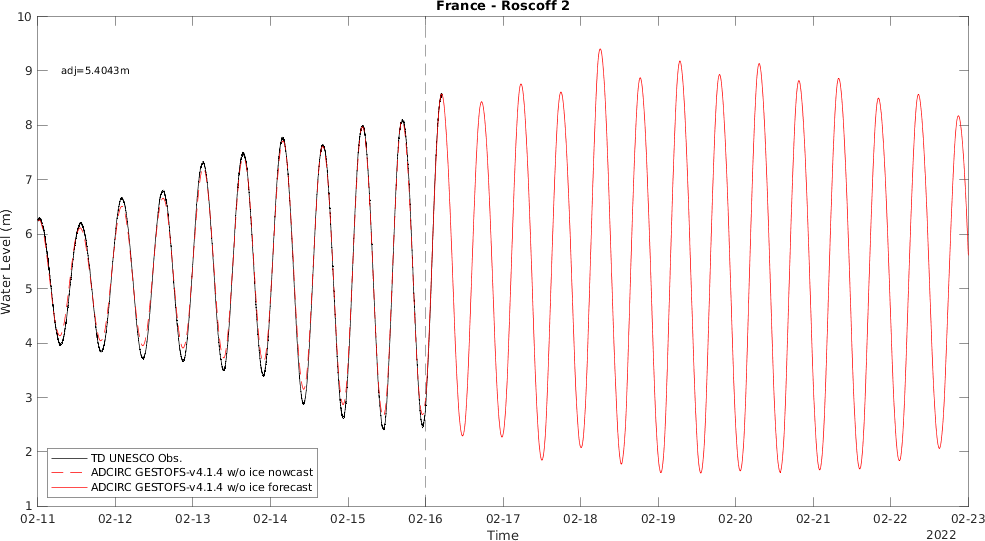 France - Roscoff 2
10
9
8
7
6
5
4
3
2
1
Water Level (m)
adj=5.4043m
TD UNESCO Obs.
ADCIRC GESTOFS-v4.1.4 w/o ice nowcast
ADCIRC GESTOFS-v4.1.4 w/o ice forecast
02-11 02-12 02-13 02-14 02-15 02-16 02-17 02-18 02-19 02-20 02-21 02-22 02-23
Time
2022